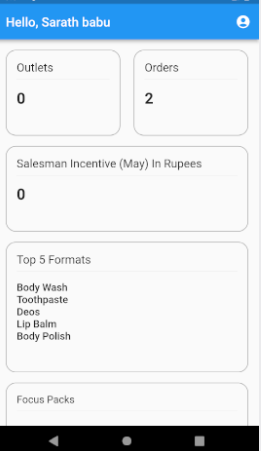 Hello, Sarath babu
Outlets
0
Orders
2
Salesman Incentive (May) In Rupees
0
Top 5 Formats
Body Wash
Toothpaste
Deos
Lip Balm
Body Polish
Focus Packs